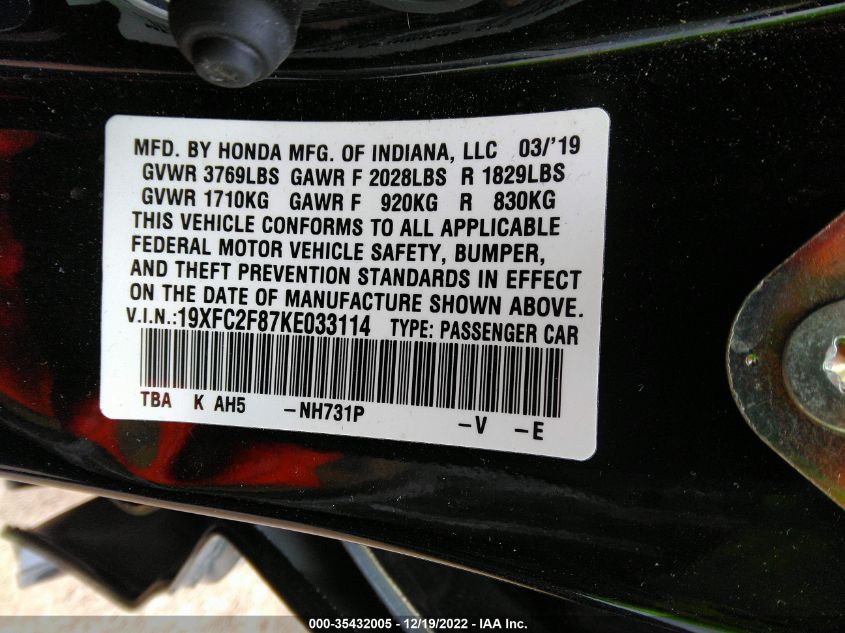 MFD. BY HONDA MFG. OF INDIANA, LLC 03/'19
GVWR 3769LBS GAWR F 2028LBS R 1829LBS
GVWR 1710KG GAWR F 920KG R 830KG
THIS VEHICLE CONFORMS TO ALL APPLICABLE
FEDERAL MOTOR VEHICLE SAFETY, BUMPER,
AND THEFT PREVENTION STANDARDS IN EFFECT
ON THE DATE OF MANUFACTURE SHOWN ABOVE.
V.I.N.:19XFC2F87KE033114 TYPE: PASSENGER CAR
TBA K AH5 -NH731P -V -E
000-35432005 - 12/19/2022 - IAA Inc.